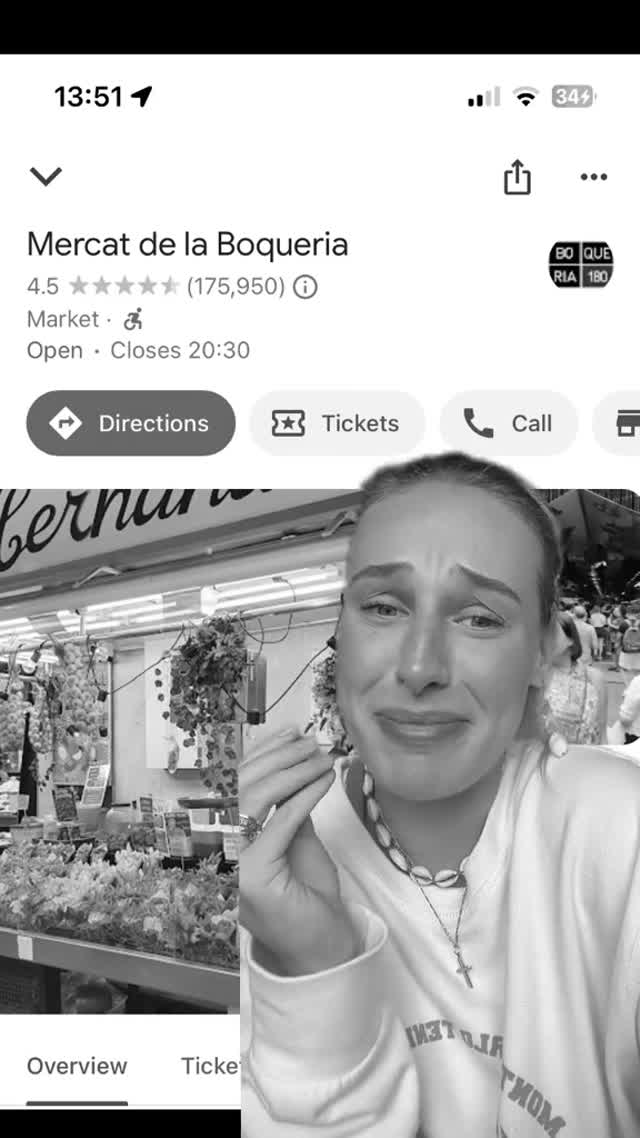 13:51
34
Mercat de la Boqueria
BO QUE
RIA 180
4.5 (175,950)
Market ·
Open · Closes 20:30
Directions
Tickets
Call
Overview